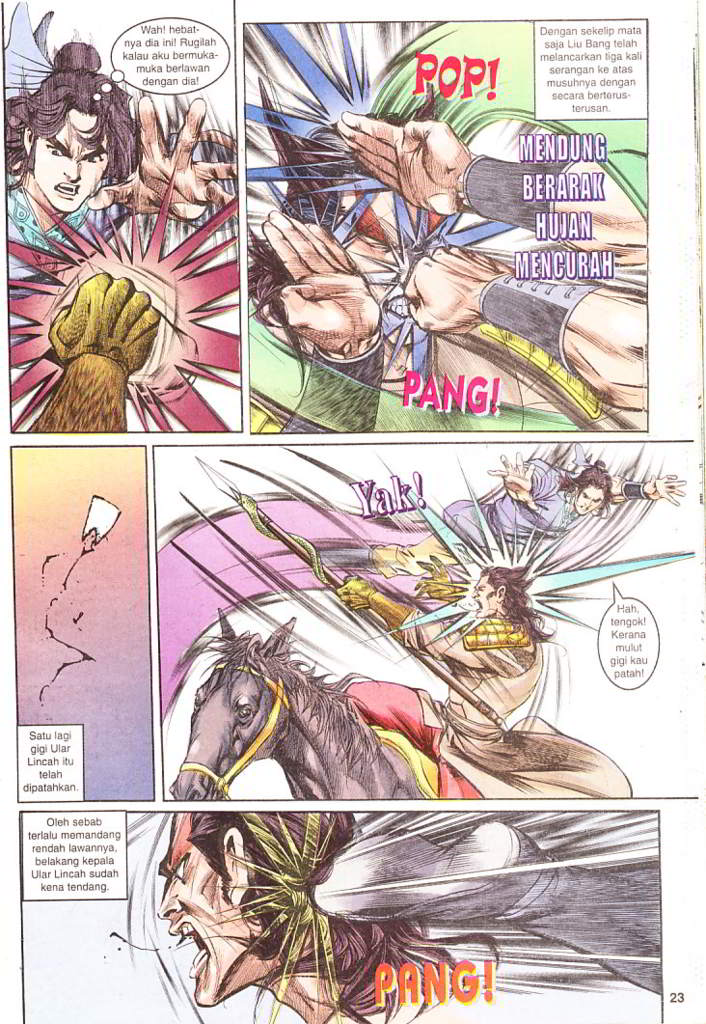 Wah! hebat-
nya dia ini! Rugilah
kalau aku bermuka-
muka berlawan
dengan dia!
POP!
Dengan sekelip mata
saja Liu Bang telah
melancarkan tiga kali
serangan ke atas
musuhnya dengan
secara berterus-
terusan.
MENDUNG
BERARAK
HUJAN
MENCURAH
PANG!
Satu lagi
gigi Ular
Lincah itu
telah
dipatahkan.
Yak!
Hah,
tengok!
Kerana
mulut
gigi kau
patah!
Oleh sebab
terlalu memandang
rendah lawannya,
belakang kepala
Ular Lincah sudah
kena tendang.
PANG!
23